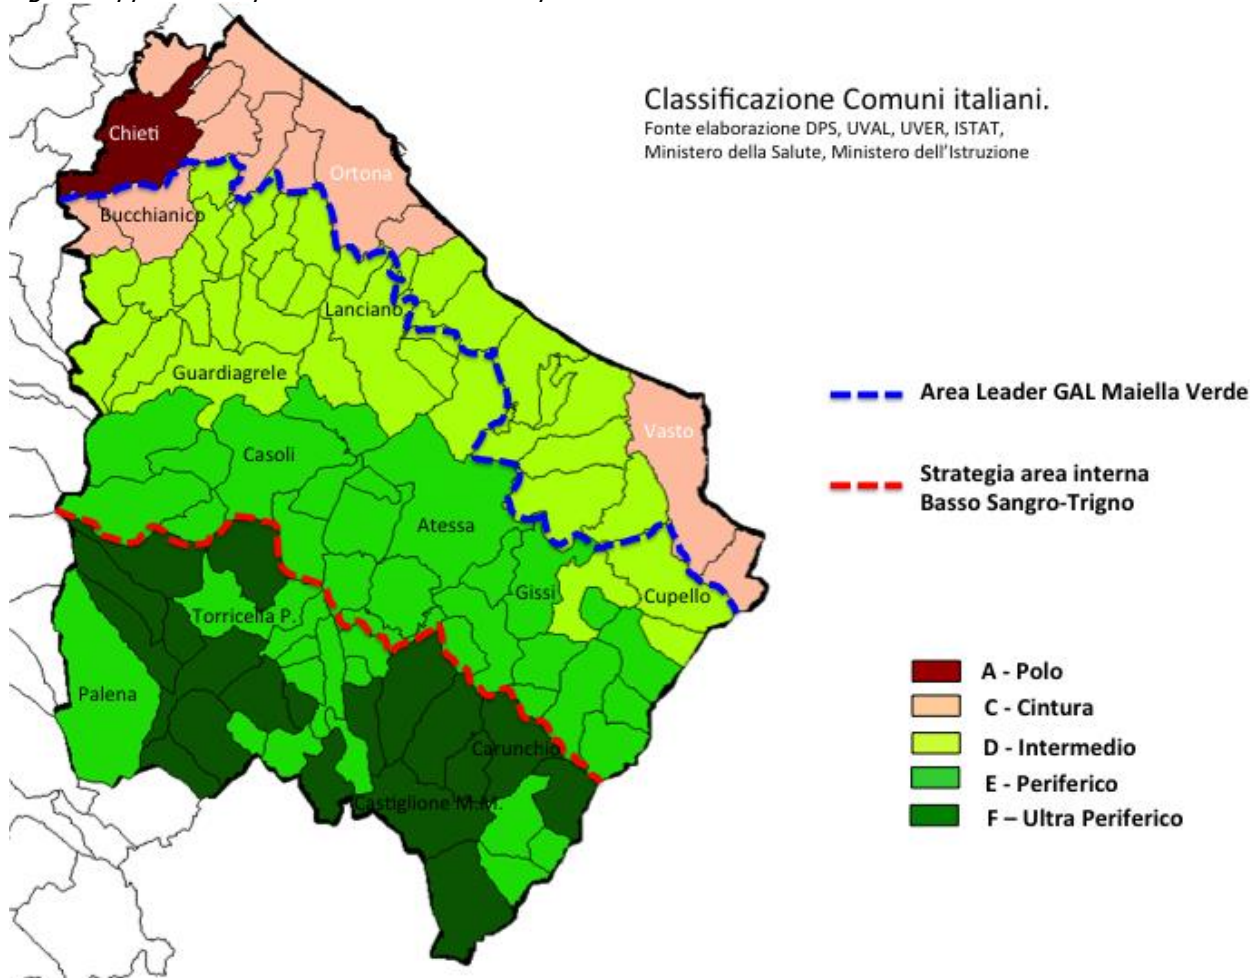 Classificazione Comuni italiani.
Fonte elaborazione DPS, UVAL, UVER, ISTAT,
Ministero della Salute, Ministero dell'Istruzione
Chieti
Ortona
Bucchianico
Lanciano
Guardiagrele
Vasto
Casoli
Atessa
Gissi
Cupello
Torricella P.
Palena
Carunchio
Castiglione M.M.
Area Leader GAL Maiella Verde
Strategia area interna
Basso Sangro-Trigno
A - Polo
C - Cintura
D - Intermedio
E - Periferico
F – Ultra Periferico